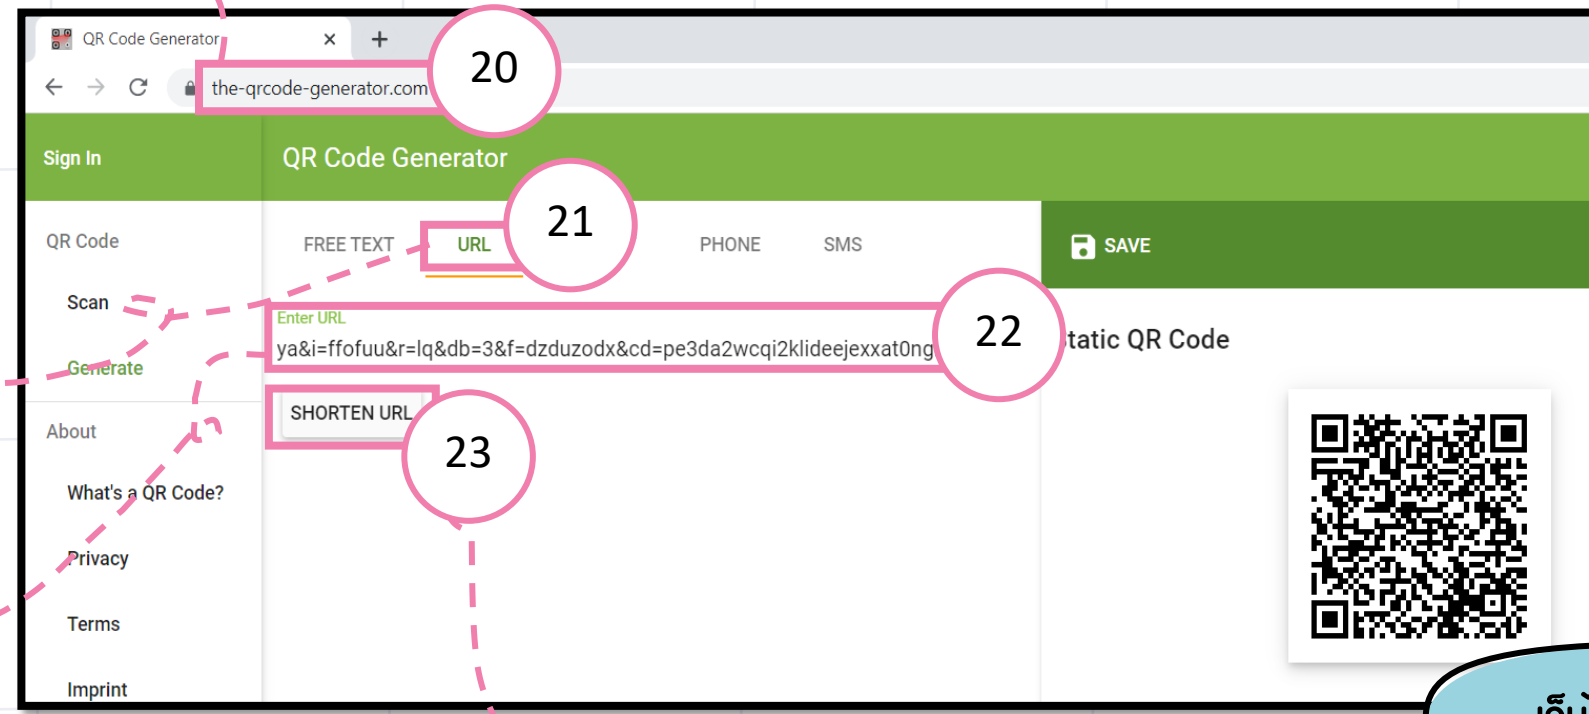 QR Code Generator
20
the-qrcode-generator.com
Sign In
QR Code Generator
21
QR Code
FREE TEXT URL PHONE SMS
SAVE
Scan
Enter URL
ya&i=ffofuu&r=lq&db=3&f=dzduzodx&cd=pe3da2wcqi2klideejexxat0ng
22
tatic QR Code
Generate
SHORTEN URL
23
About
What's a QR Code?
Privacy
Terms
Imprint